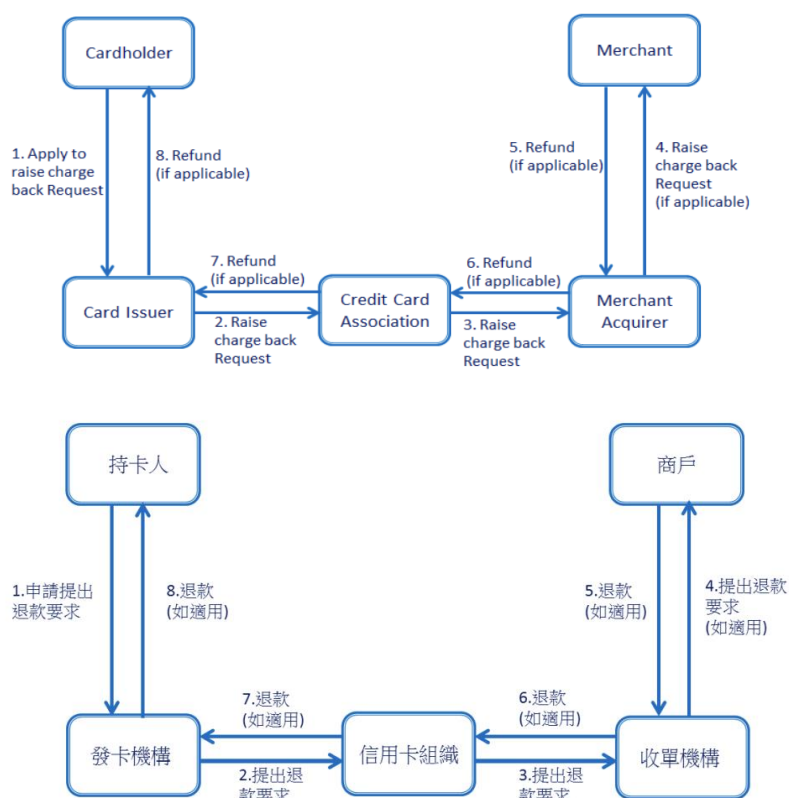 Cardholder
Merchant
1. Apply to
raise charge
back Request
8. Refund
(if applicable)
5. Refund
(if applicable)
4. Raise
charge back
Request
(if applicable)
7. Refund
(if applicable)
6. Refund
(if applicable)
Card Issuer
Credit Card
Association
Merchant
Acquirer
2. Raise
charge back
Request
3. Raise
charge back
Request
持卡人
商戶
1.申請提出
退款要求
8.退款
(如適用)
5.退款
(如適用)
4.提出退款
要求
(如適用)
7.退款
(如適用)
6.退款
(如適用)
發卡機構
信用卡組織
收單機構
2.提出退
款要求
3.提出退
款要求